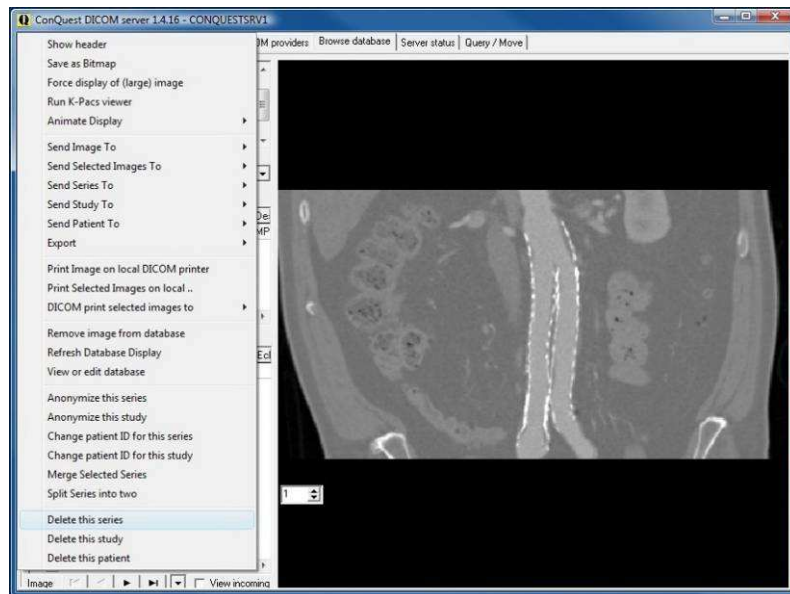 ConQuest DICOM server 1.4.16 - CONQUESTSRV1
OM providers Browse database Server status Query / Move
Show header
Save as Bitmap
Force display of (large) image
Run K-Pacs viewer
Animate Display
Send Image To
Send Selected Images To
Send Series To
Send Study To
Send Patient To
Export
De:
MP
Print Image on local DICOM printer
Print Selected Images on local ..
DICOM print selected images to
Remove image from database
Refresh Database Display
View or edit database
Ecl
Anonymize this series
Anonymize this study
Change patient ID for this series
Change patient ID for this study
Merge Selected Series
Split Series into two
1
Delete this series
Delete this study
Delete this patient
Image View incoming